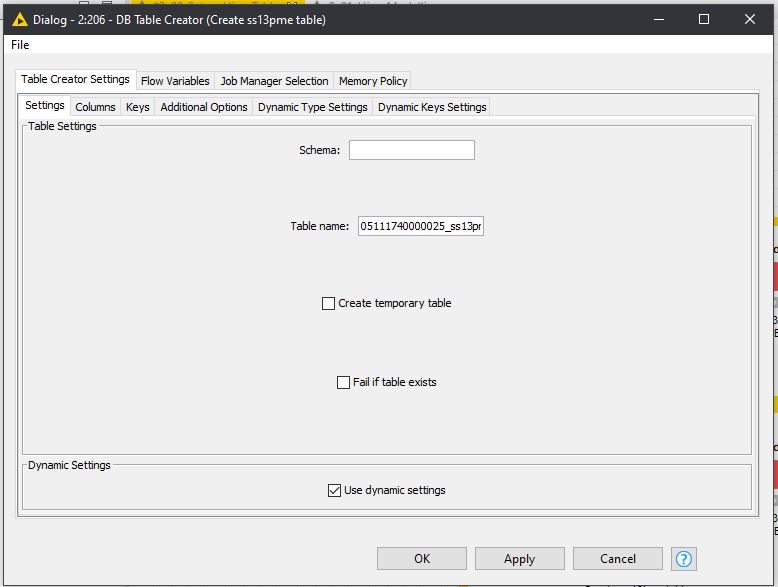 Dialog - 2:206 - DB Table Creator (Create ss13pme table)
File
Table Creator Settings Flow Variables Job Manager Selection Memory Policy
Settings Columns Keys Additional Options Dynamic Type Settings Dynamic Keys Settings
Table Settings
Schema:
Table name: 05111740000025_ss13p
Create temporary table
Fail if table exists
Dynamic Settings
Use dynamic settings
OK Apply Cancel ?